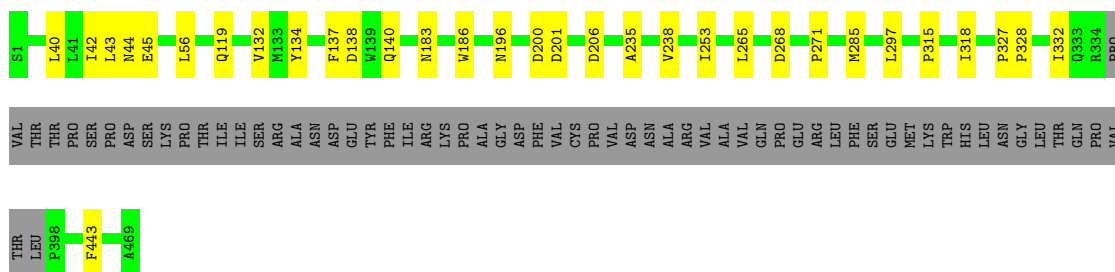 S1 L40 L41 I42 L43 N44 E45 L56 Q119 V132 M133 Y134 F137 D138 W139 Q140 N183 W186 N196 D200 D201 D206 A235 V238 I253 L265 D268 P271 M285 L297 P315 I318 P327 P328 I332 Q333 R334 PRO
VAL THR THR PRO SER PRO ASP SER LYS PRO THR ILE ILE SER ARG ALA ASN ASP GLU TYR PHE ILE ARG LYS PRO ALA GLY ASP PHE VAL CYS PRO VAL ASP ASN ALA ARG VAL ALA VAL GLN PRO GLU ARG LEU PHE SER GLU MET LYS TRP HIS LEU ASN GLY LEU THR GLN PRO VAL
THR LEU P398 F443 A469